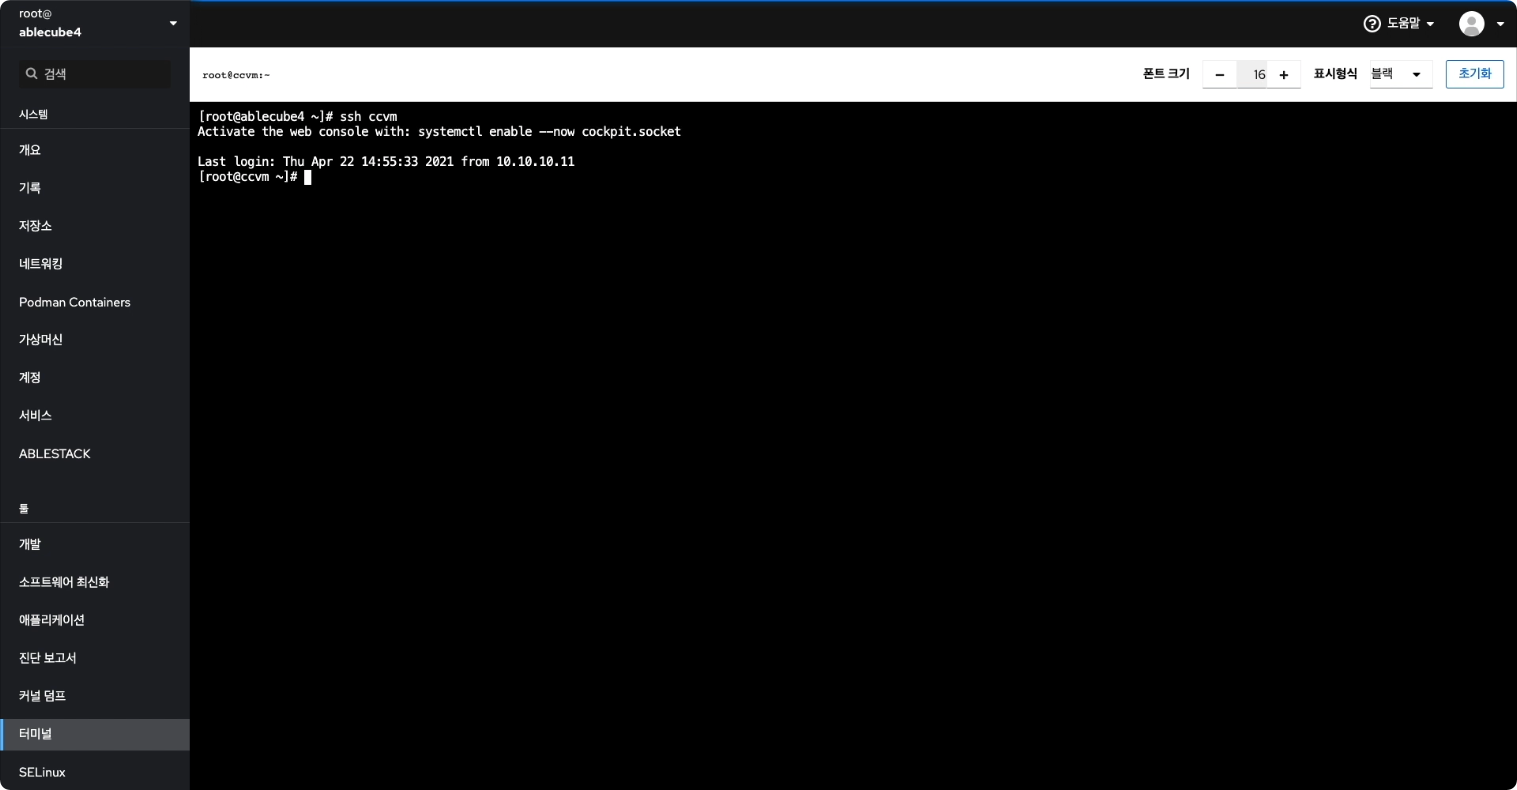 root@
ablecube4
검색
시스템
개요
기록
저장소
네트워킹
Podman Containers
가상머신
계정
서비스
ABLESTACK
툴
개발
소프트웨어 최신화
애플리케이션
진단 보고서
커널 덤프
터미널
SELinux
도움말
root@ccvm:~
폰트 크기 − 16 + 표시형식 블랙 초기화
[root@ablecube4 ~]# ssh ccvm
Activate the web console with: systemctl enable --now cockpit.socket
Last login: Thu Apr 22 14:55:33 2021 from 10.10.10.11
[root@ccvm ~]#